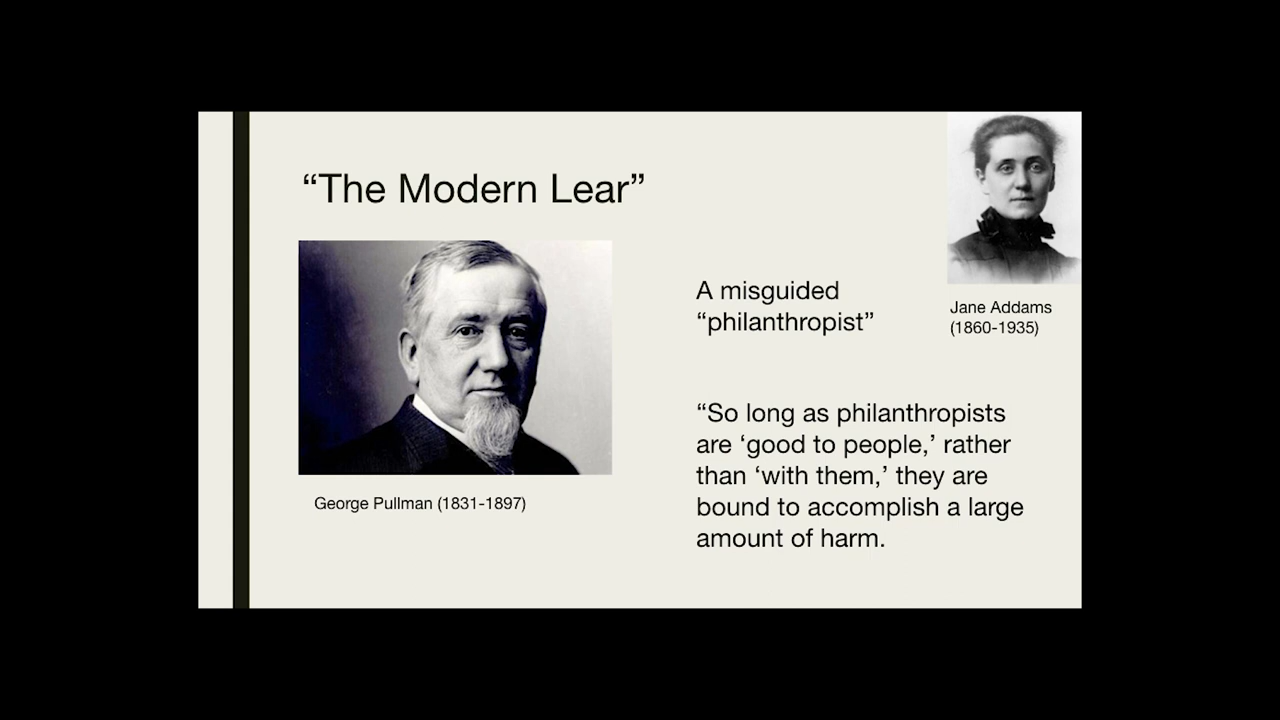 “The Modern Lear”
George Pullman (1831-1897)
A misguided
“philanthropist”
Jane Addams
(1860-1935)
“So long as philanthropists
are ‘good to people,’ rather
than ‘with them,’ they are
bound to accomplish a large
amount of harm.